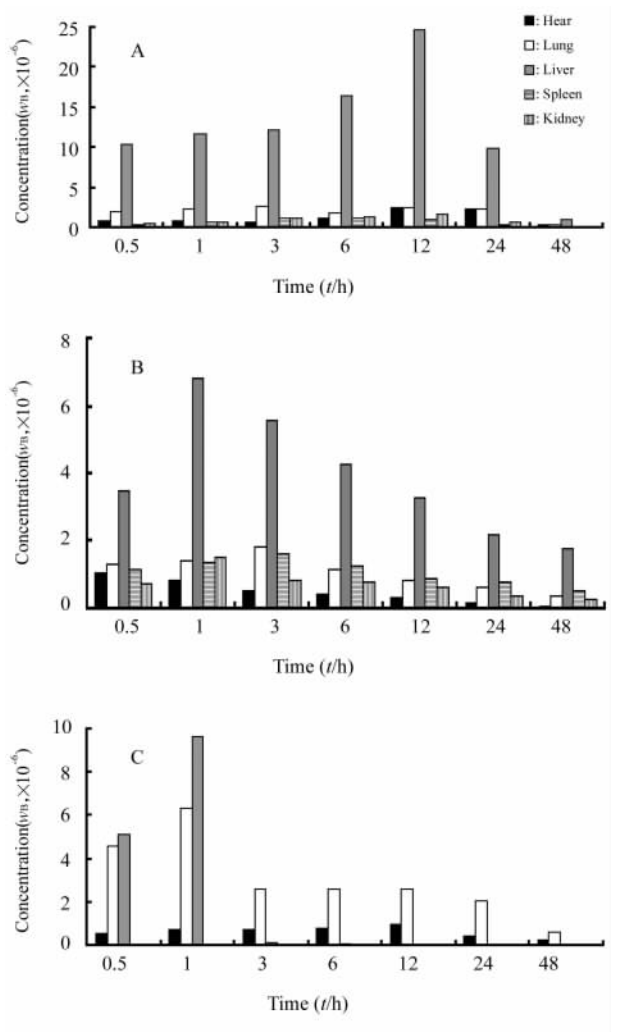 A
■: Hear
□: Lung
■: Liver
▤: Spleen
▥: Kidney
Concentration(wB,×10⁻⁶)
25
20
15
10
5
0
0.5 1 3 6 12 24 48
Time (t/h)
B
Concentration(wB,×10⁻⁶)
8
6
4
2
0
0.5 1 3 6 12 24 48
Time (t/h)
C
Concentration(wB,×10⁻⁶)
10
8
6
4
2
0
0.5 1 3 6 12 24 48
Time (t/h)